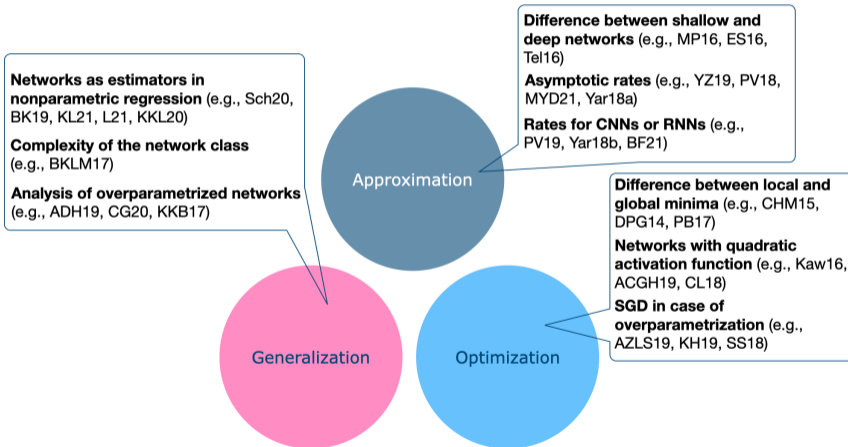 Networks as estimators in
nonparametric regression (e.g., Sch20,
BK19, KL21, L21, KKL20)
Complexity of the network class
(e.g., BKLM17)
Analysis of overparametrized networks
(e.g., ADH19, CG20, KKB17)
Difference between shallow and
deep networks (e.g., MP16, ES16,
Tel16)
Asymptotic rates (e.g., YZ19, PV18,
MYD21, Yar18a)
Rates for CNNs or RNNs (e.g.,
PV19, Yar18b, BF21)
Approximation
Difference between local and
global minima (e.g., CHM15,
DPG14, PB17)
Networks with quadratic
activation function (e.g., Kaw16,
ACGH19, CL18)
SGD in case of
overparametrization (e.g.,
AZLS19, KH19, SS18)
Generalization
Optimization